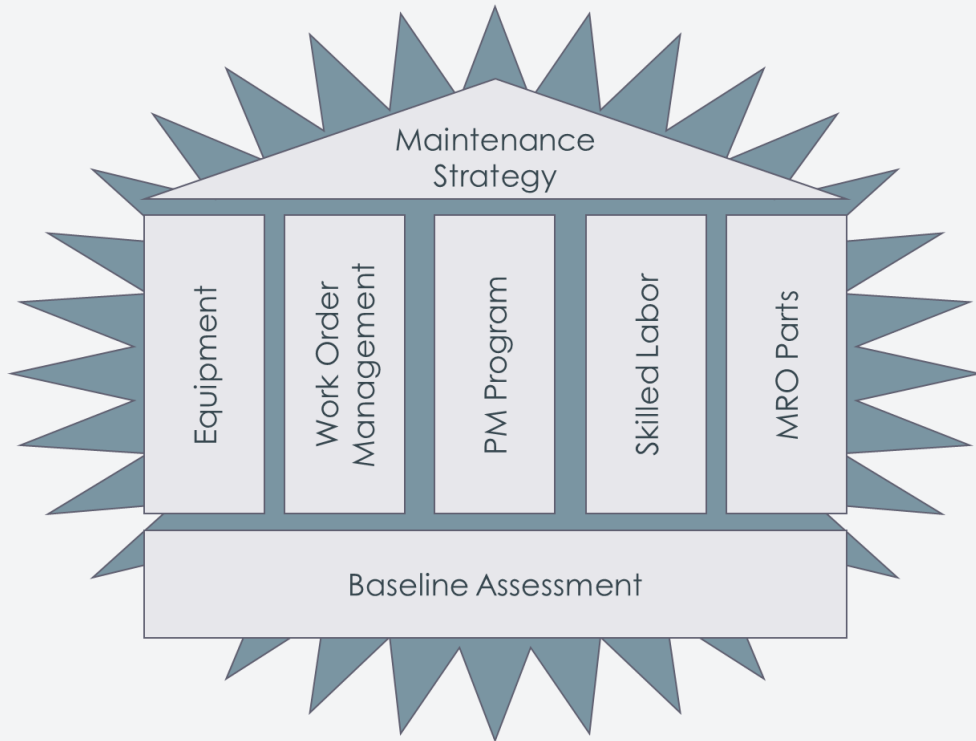 Maintenance
Strategy
Equipment
Work Order
Management
PM Program
Skilled Labor
MRO Parts
Baseline Assessment